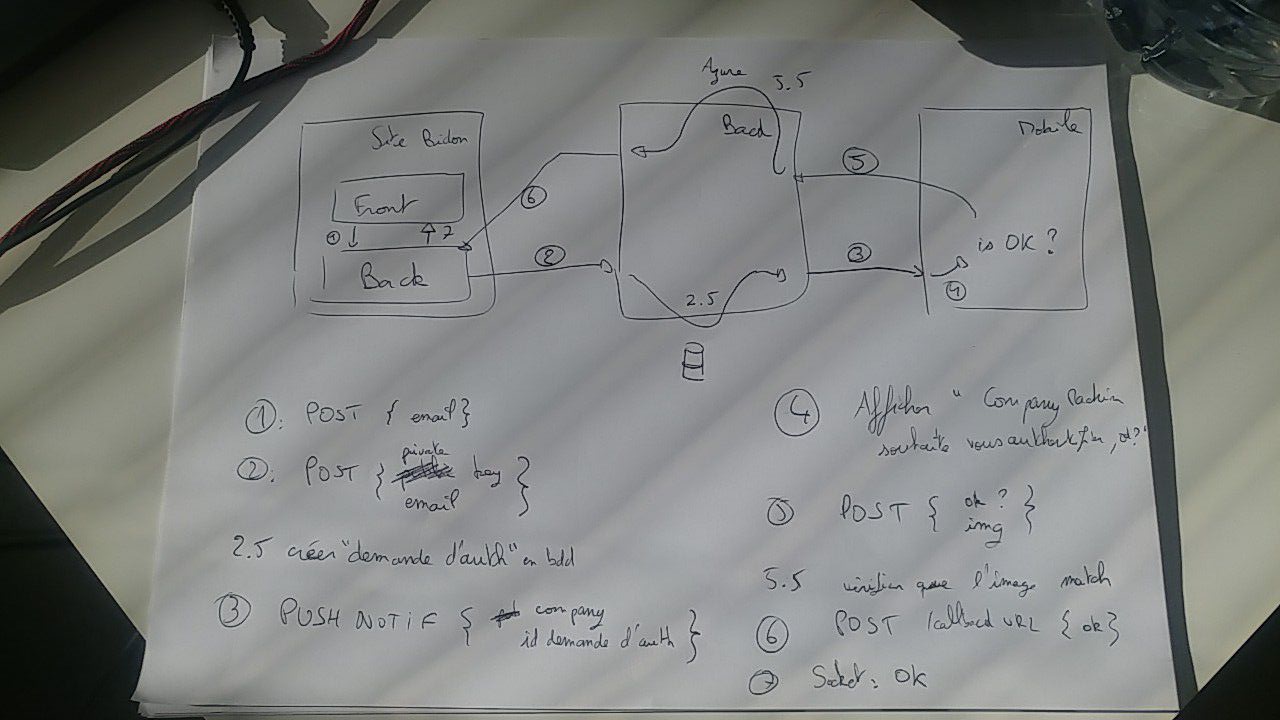 Azure
5.5
Site Bidon
Back
Mobile
Front
① ⑥ ⑤
7
is OK ?
Back
② ③
④
2.5
①: POST { email }
②: POST { private key
email }
2.5 créer "demande d'auth" en bdd
③ PUSH NOTIF { company
id demande d'auth }
④ Afficher " Company Machin
souhaite vous authentifier, ok?"
⑤ POST { ok ?
img }
5.5 vérifier que l'image match
⑥ POST /callback URL { ok }
⑦ Socket : OK